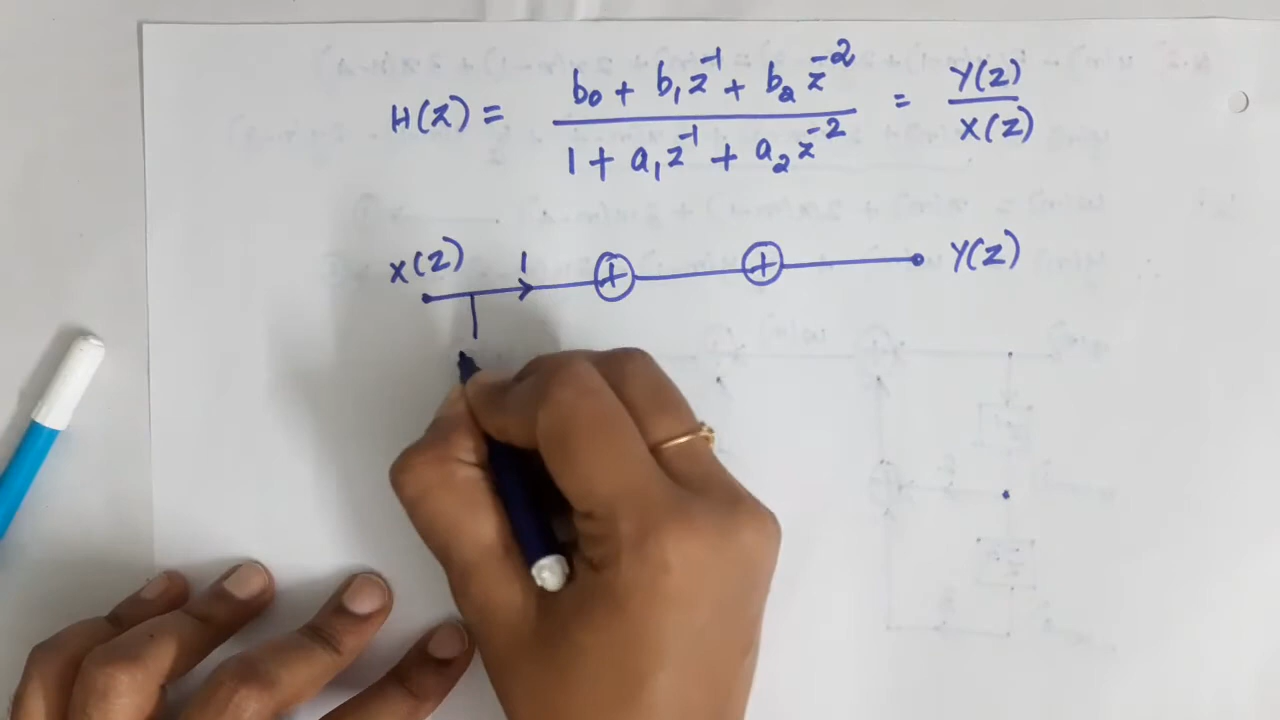 H(z) = b₀ + b₁z⁻¹ + b₂z⁻² / 1 + a₁z⁻¹ + a₂z⁻² = Y(z) / X(z)
X(z) 1 + + Y(z)